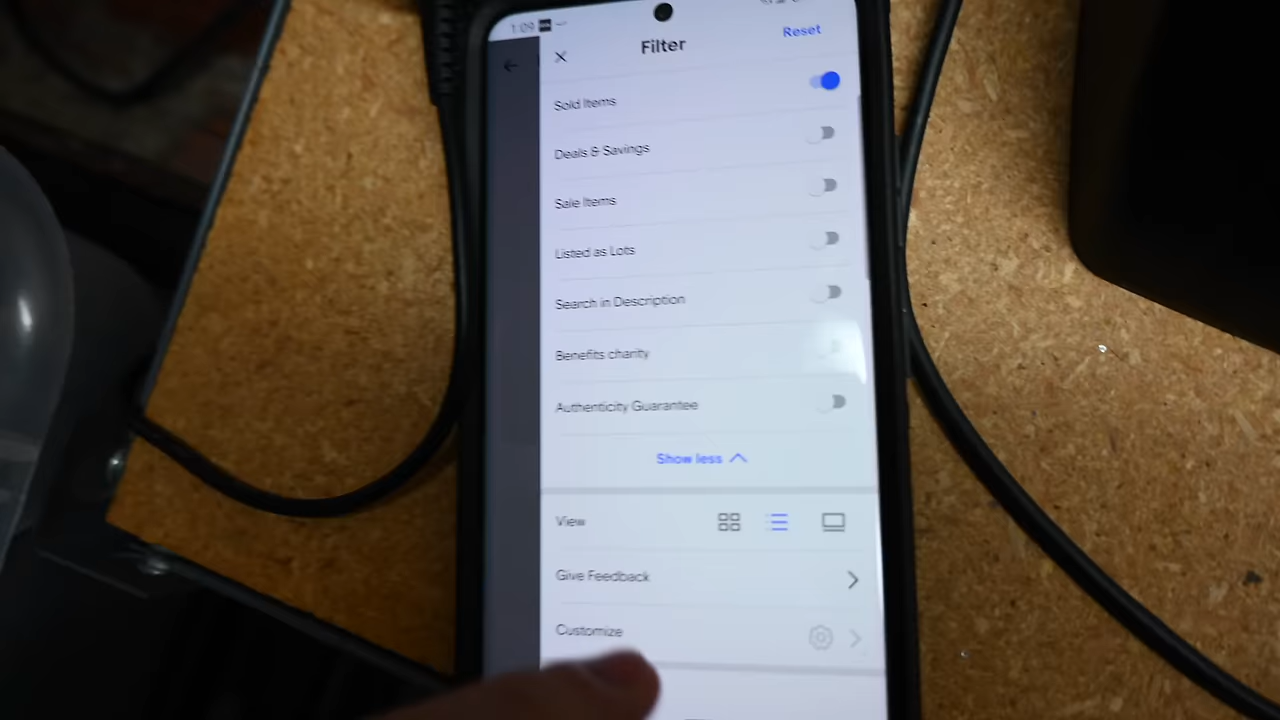 1:09
Filter
Reset
Sold Items
Deals & Savings
Sale Items
Listed as Lots
Search in Description
Benefits charity
Authenticity Guarantee
Show less
View
Give Feedback
Customize